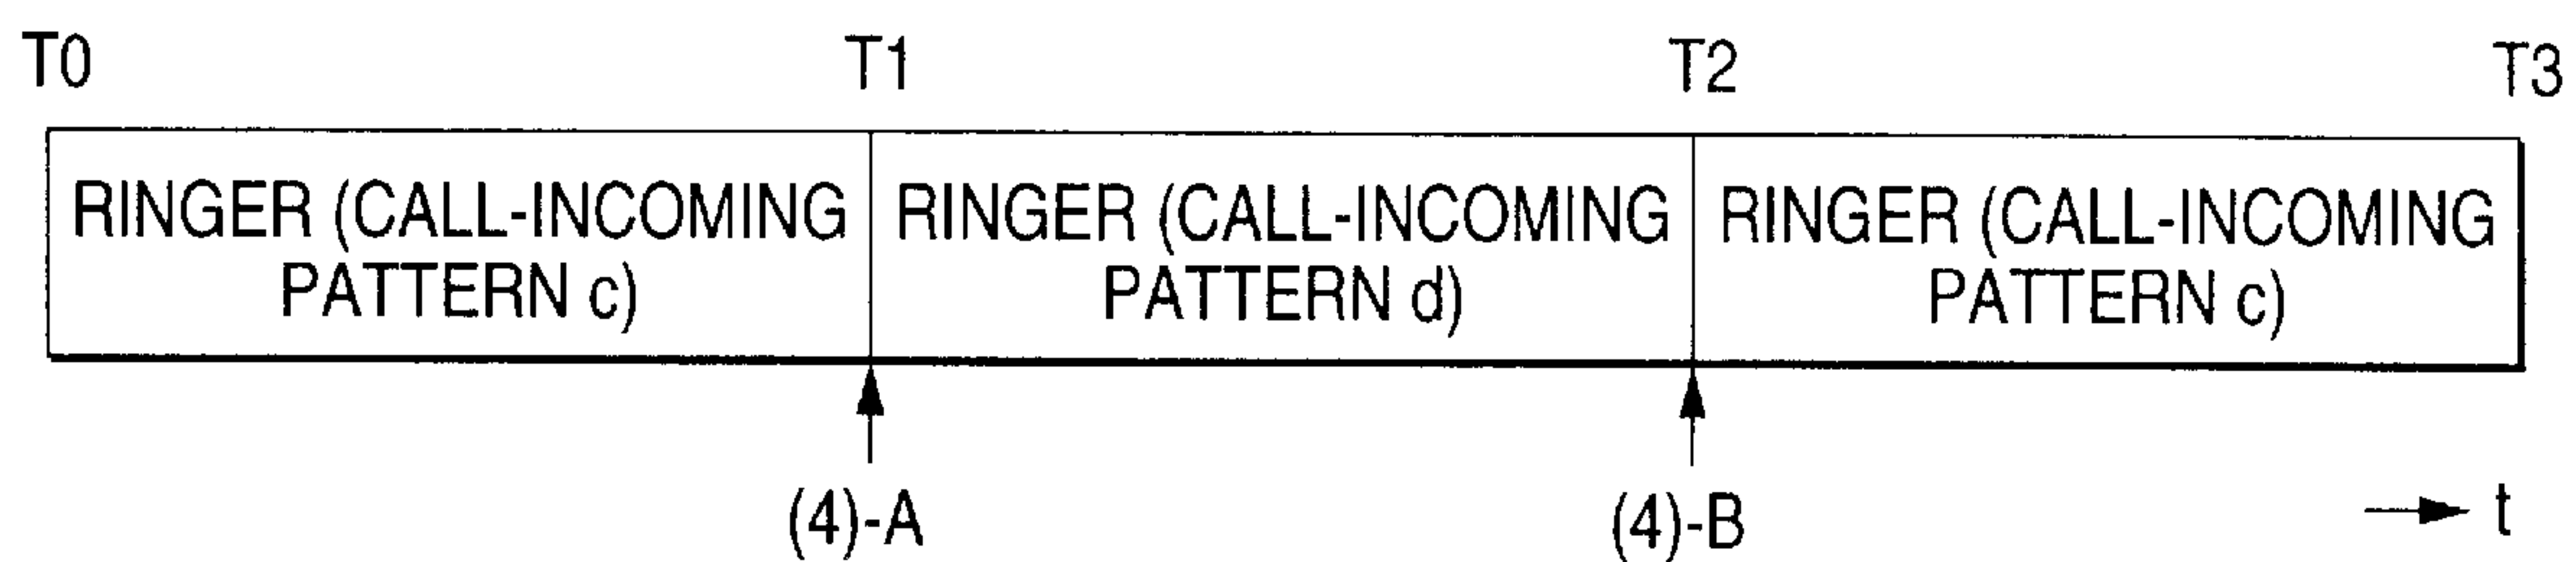 T0 T1 T2 T3
RINGER (CALL-INCOMING PATTERN c)
RINGER (CALL-INCOMING PATTERN d)
RINGER (CALL-INCOMING PATTERN c)
(4)-A (4)-B t